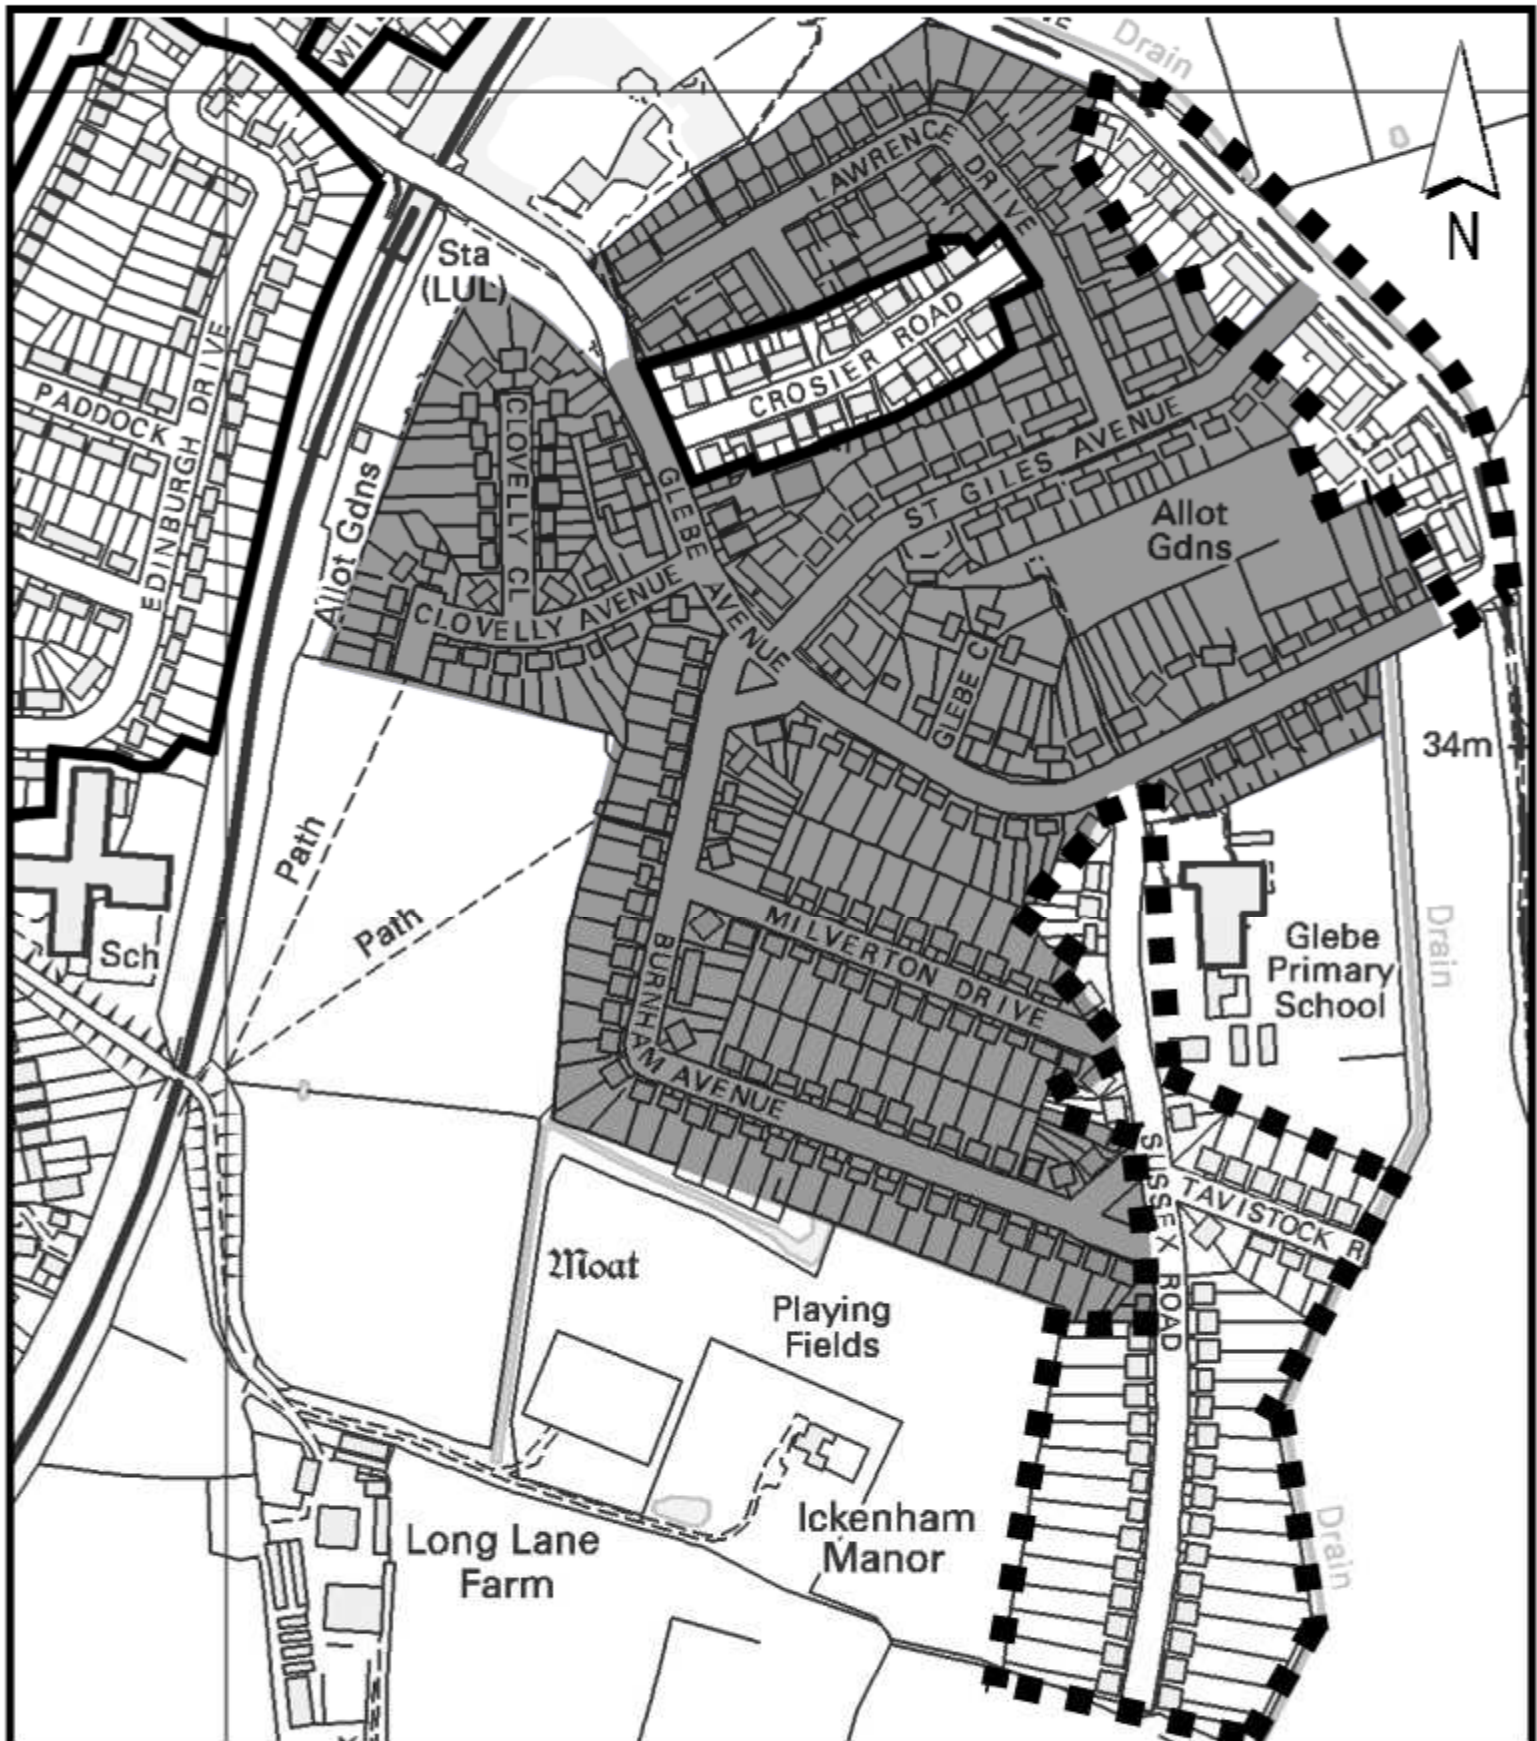 WIL
Drain
N
LAWRENCE DRIVE
Sta
(LUL)
CROSIER ROAD
PADDOCK
EDINBURGH DRIVE
Allot Gdns
CLOVELLY CL
GLEBE AVENUE
ST GILES AVENUE
Allot
Gdns
CLOVELLY AVENUE
GLEBE C
34m
Path
Path
Sch
BURNHAM AVENUE
MILVERTON DRIVE
Glebe
Primary
School
Drain
SUSSEX ROAD
TAVISTOCK R
Moat
Playing
Fields
Ickenham
Manor
Long Lane
Farm
Drain